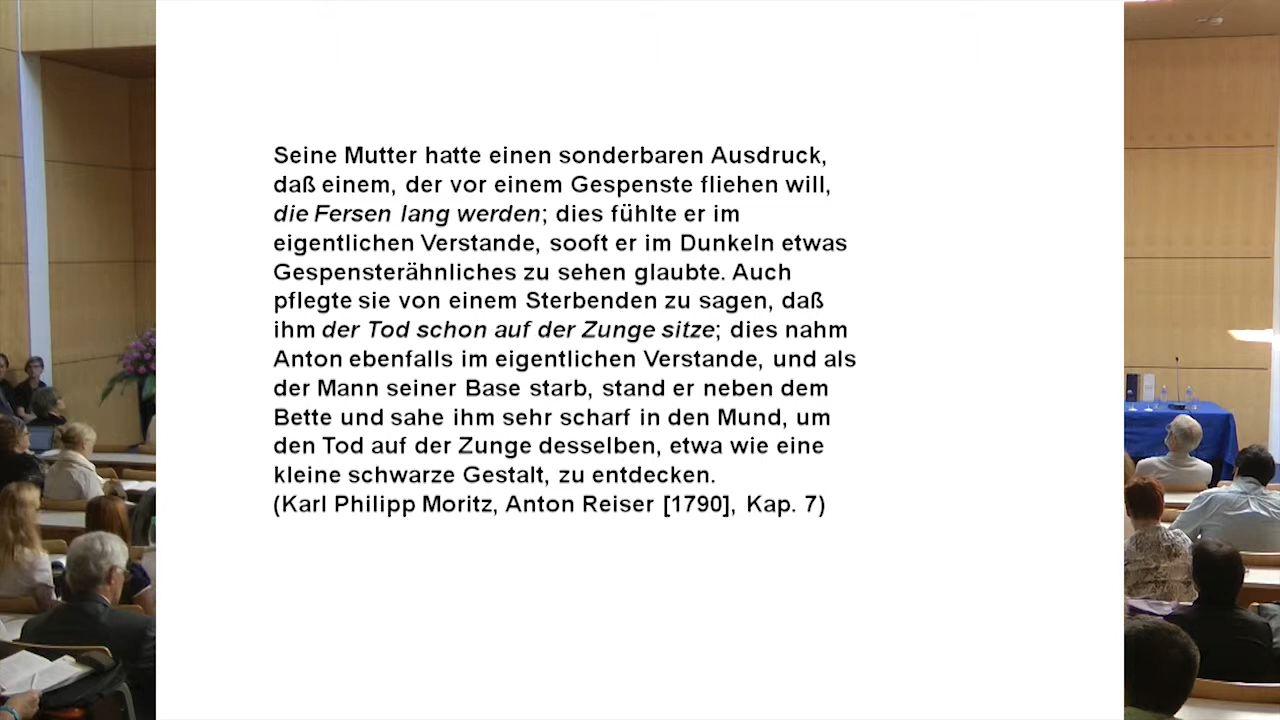 Seine Mutter hatte einen sonderbaren Ausdruck,
daß einem, der vor einem Gespenste fliehen will,
die Fersen lang werden; dies fühlte er im
eigentlichen Verstande, sooft er im Dunkeln etwas
Gespensterähnliches zu sehen glaubte. Auch
pflegte sie von einem Sterbenden zu sagen, daß
ihm der Tod schon auf der Zunge sitze; dies nahm
Anton ebenfalls im eigentlichen Verstande, und als
der Mann seiner Base starb, stand er neben dem
Bette und sahe ihm sehr scharf in den Mund, um
den Tod auf der Zunge desselben, etwa wie eine
kleine schwarze Gestalt, zu entdecken.
(Karl Philipp Moritz, Anton Reiser [1790], Kap. 7)